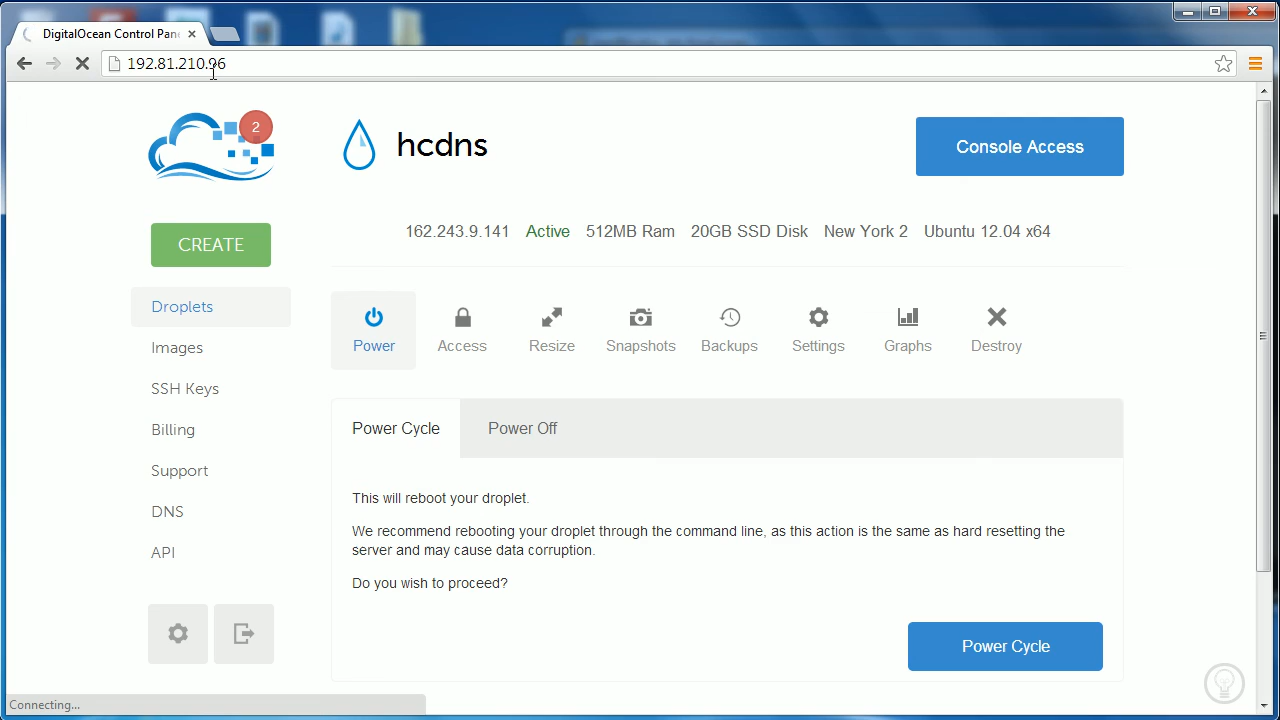 DigitalOcean Control Pan
192.81.210.96
2
hcdns
Console Access
CREATE
162.243.9.141 Active 512MB Ram 20GB SSD Disk New York 2 Ubuntu 12.04 x64
Droplets
Images
SSH Keys
Billing
Support
DNS
API
Power
Access
Resize
Snapshots
Backups
Settings
Graphs
Destroy
Power Cycle
Power Off
This will reboot your droplet.
We recommend rebooting your droplet through the command line, as this action is the same as hard resetting the
server and may cause data corruption.
Do you wish to proceed?
Power Cycle
Connecting...